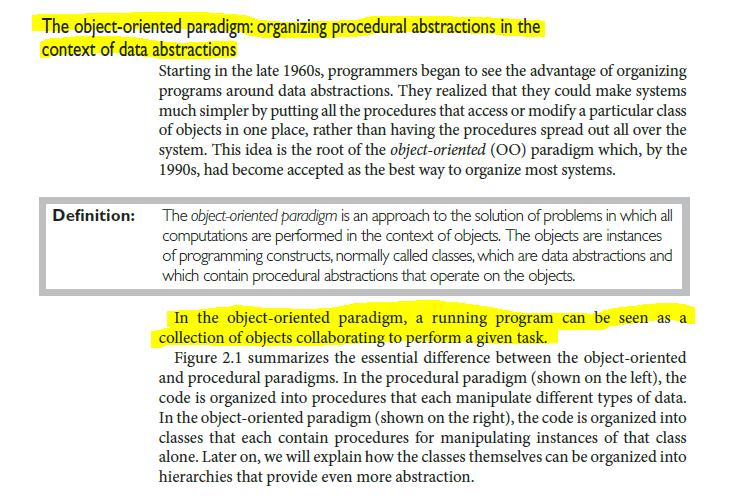 The object-oriented paradigm: organizing procedural abstractions in the
context of data abstractions
Starting in the late 1960s, programmers began to see the advantage of organizing
programs around data abstractions. They realized that they could make systems
much simpler by putting all the procedures that access or modify a particular class
of objects in one place, rather than having the procedures spread out all over the
system. This idea is the root of the object-oriented (OO) paradigm which, by the
1990s, had become accepted as the best way to organize most systems.
Definition: The object-oriented paradigm is an approach to the solution of problems in which all
computations are performed in the context of objects. The objects are instances
of programming constructs, normally called classes, which are data abstractions and
which contain procedural abstractions that operate on the objects.
In the object-oriented paradigm, a running program can be seen as a
collection of objects collaborating to perform a given task.
Figure 2.1 summarizes the essential difference between the object-oriented
and procedural paradigms. In the procedural paradigm (shown on the left), the
code is organized into procedures that each manipulate different types of data.
In the object-oriented paradigm (shown on the right), the code is organized into
classes that each contain procedures for manipulating instances of that class
alone. Later on, we will explain how the classes themselves can be organized into
hierarchies that provide even more abstraction.